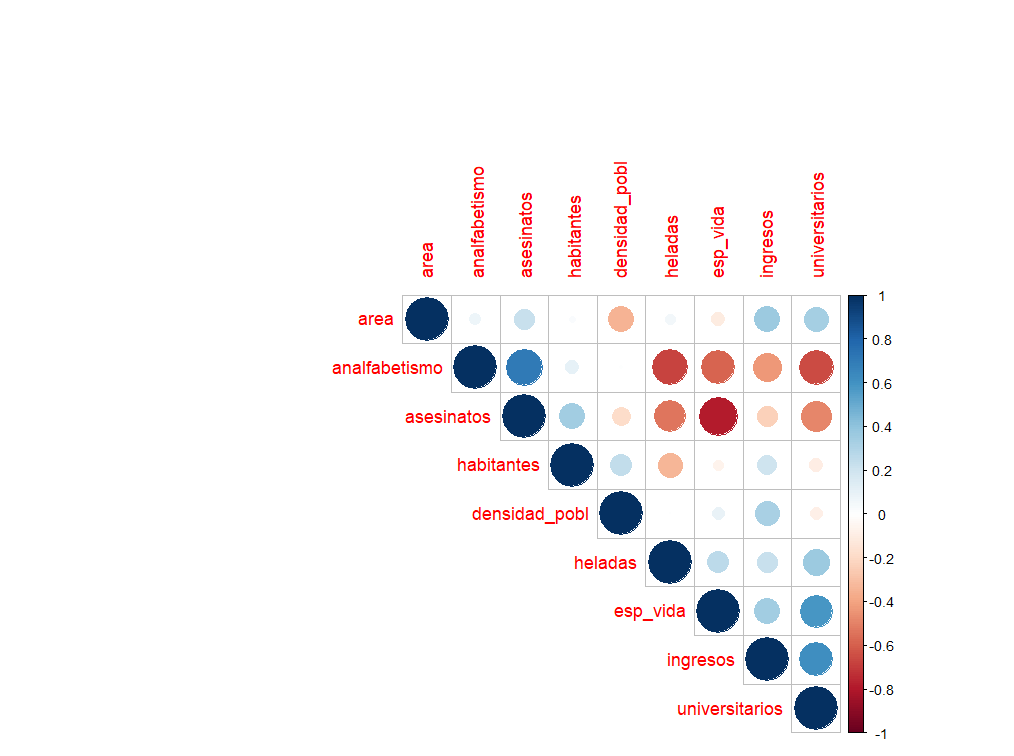 area
analfabetismo
asesinatos
habitantes
densidad_pobl
heladas
esp_vida
ingresos
universitarios
area
analfabetismo
asesinatos
habitantes
densidad_pobl
heladas
esp_vida
ingresos
universitarios
1
0.8
0.6
0.4
0.2
0
-0.2
-0.4
-0.6
-0.8
-1